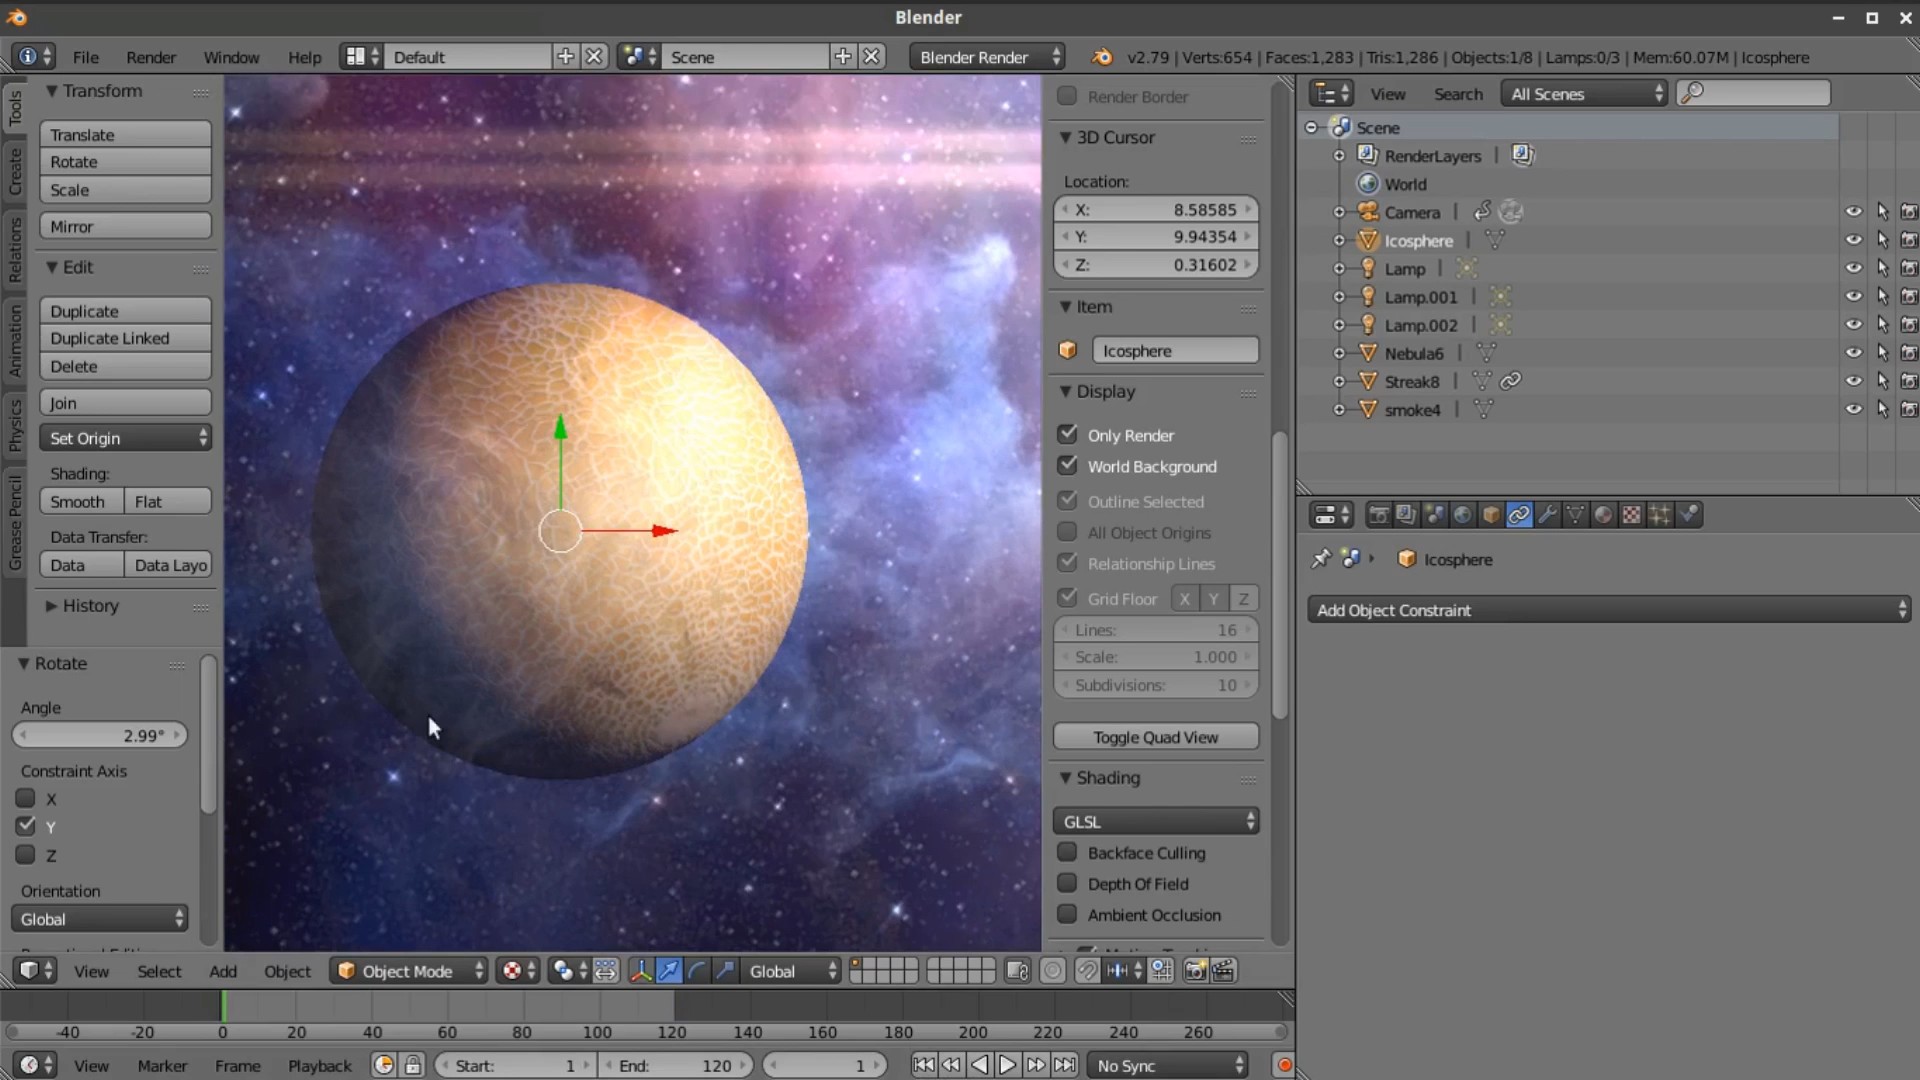 Blender
File Render Window Help Default Scene Blender Render v2.79 | Verts:654 | Faces:1,283 | Tris:1,286 | Objects:1/8 | Lamps:0/3 | Mem:60.07M | Icosphere
Tools
Create
Relations
Animation
Physics
Grease Pencil
Transform
Translate
Rotate
Scale
Mirror
Edit
Duplicate
Duplicate Linked
Delete
Join
Set Origin
Shading:
Smooth Flat
Data Transfer:
Data Data Layo
History
Rotate
Angle
2.99°
Constraint Axis
X
Y
Z
Orientation
Global
Render Border
3D Cursor
Location:
X: 8.58585
Y: 9.94354
Z: 0.31602
Item
Icosphere
Display
Only Render
World Background
Outline Selected
All Object Origins
Relationship Lines
Grid Floor X Y Z
Lines: 16
Scale: 1.000
Subdivisions: 10
Toggle Quad View
Shading
GLSL
Backface Culling
Depth Of Field
Ambient Occlusion
View Search All Scenes
Scene
RenderLayers
World
Camera
Icosphere
Lamp
Lamp.001
Lamp.002
Nebula6
Streak8
smoke4
Icosphere
Add Object Constraint
View Select Add Object Object Mode Global
-40 -20 0 20 40 60 80 100 120 140 160 180 200 220 240 260
View Marker Frame Playback Start: 1 End: 120 1 No Sync